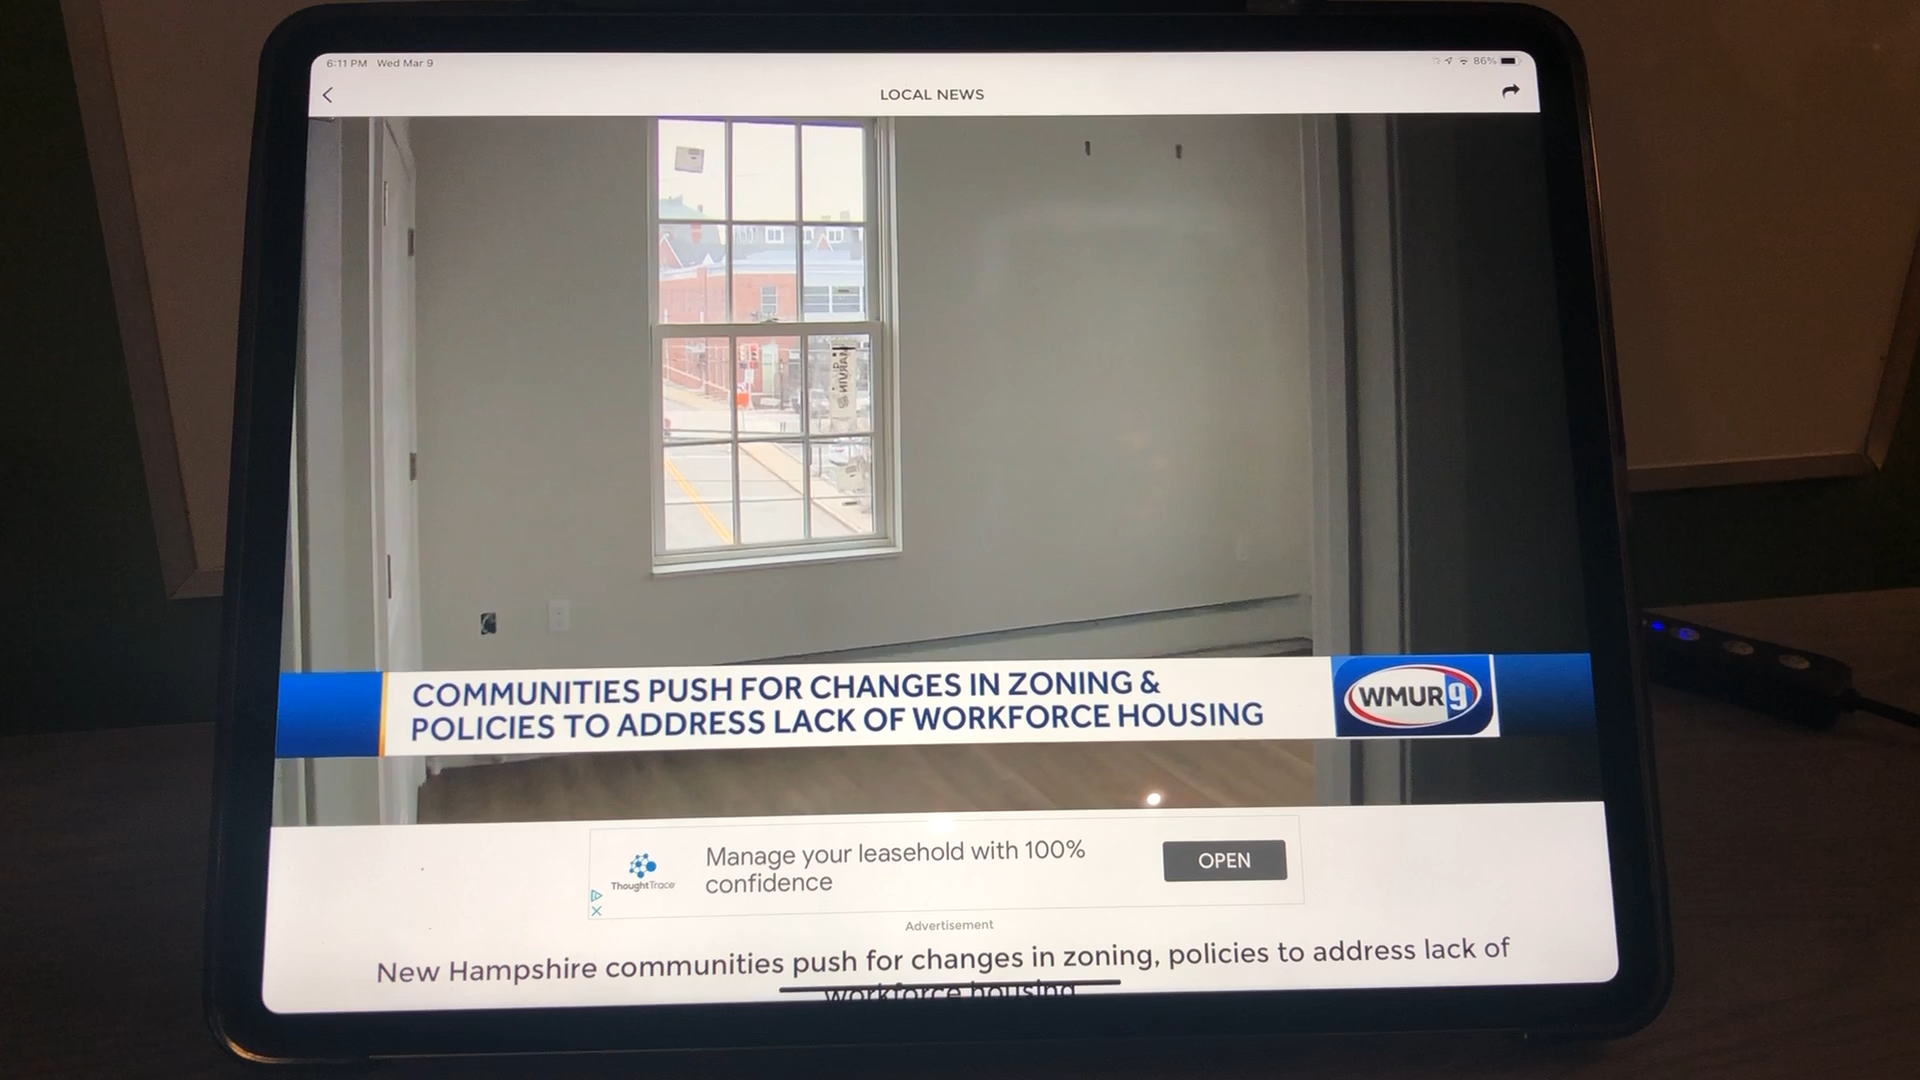 6:11 PM Wed Mar 9
86%
LOCAL NEWS
MARVIN
COMMUNITIES PUSH FOR CHANGES IN ZONING &
POLICIES TO ADDRESS LACK OF WORKFORCE HOUSING
WMUR 9
Manage your leasehold with 100%
confidence
ThoughtTrace
OPEN
Advertisement
New Hampshire communities push for changes in zoning, policies to address lack of
workforce housing